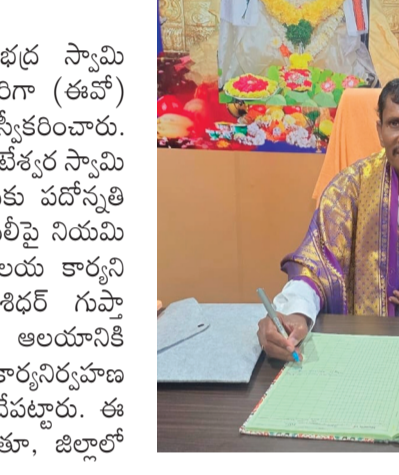 భద్ర స్వామి
రిగా (ఈవో)
స్వీకరించారు.
టేశ్వర స్వామి
కు పదోన్నతి
లీపై నియమి
లయ కార్యని
శిధర్ గుప్తా
ఆలయానికి
కార్యనిర్వహణ
చేపట్టారు. ఈ
తూ, జిల్లాలో